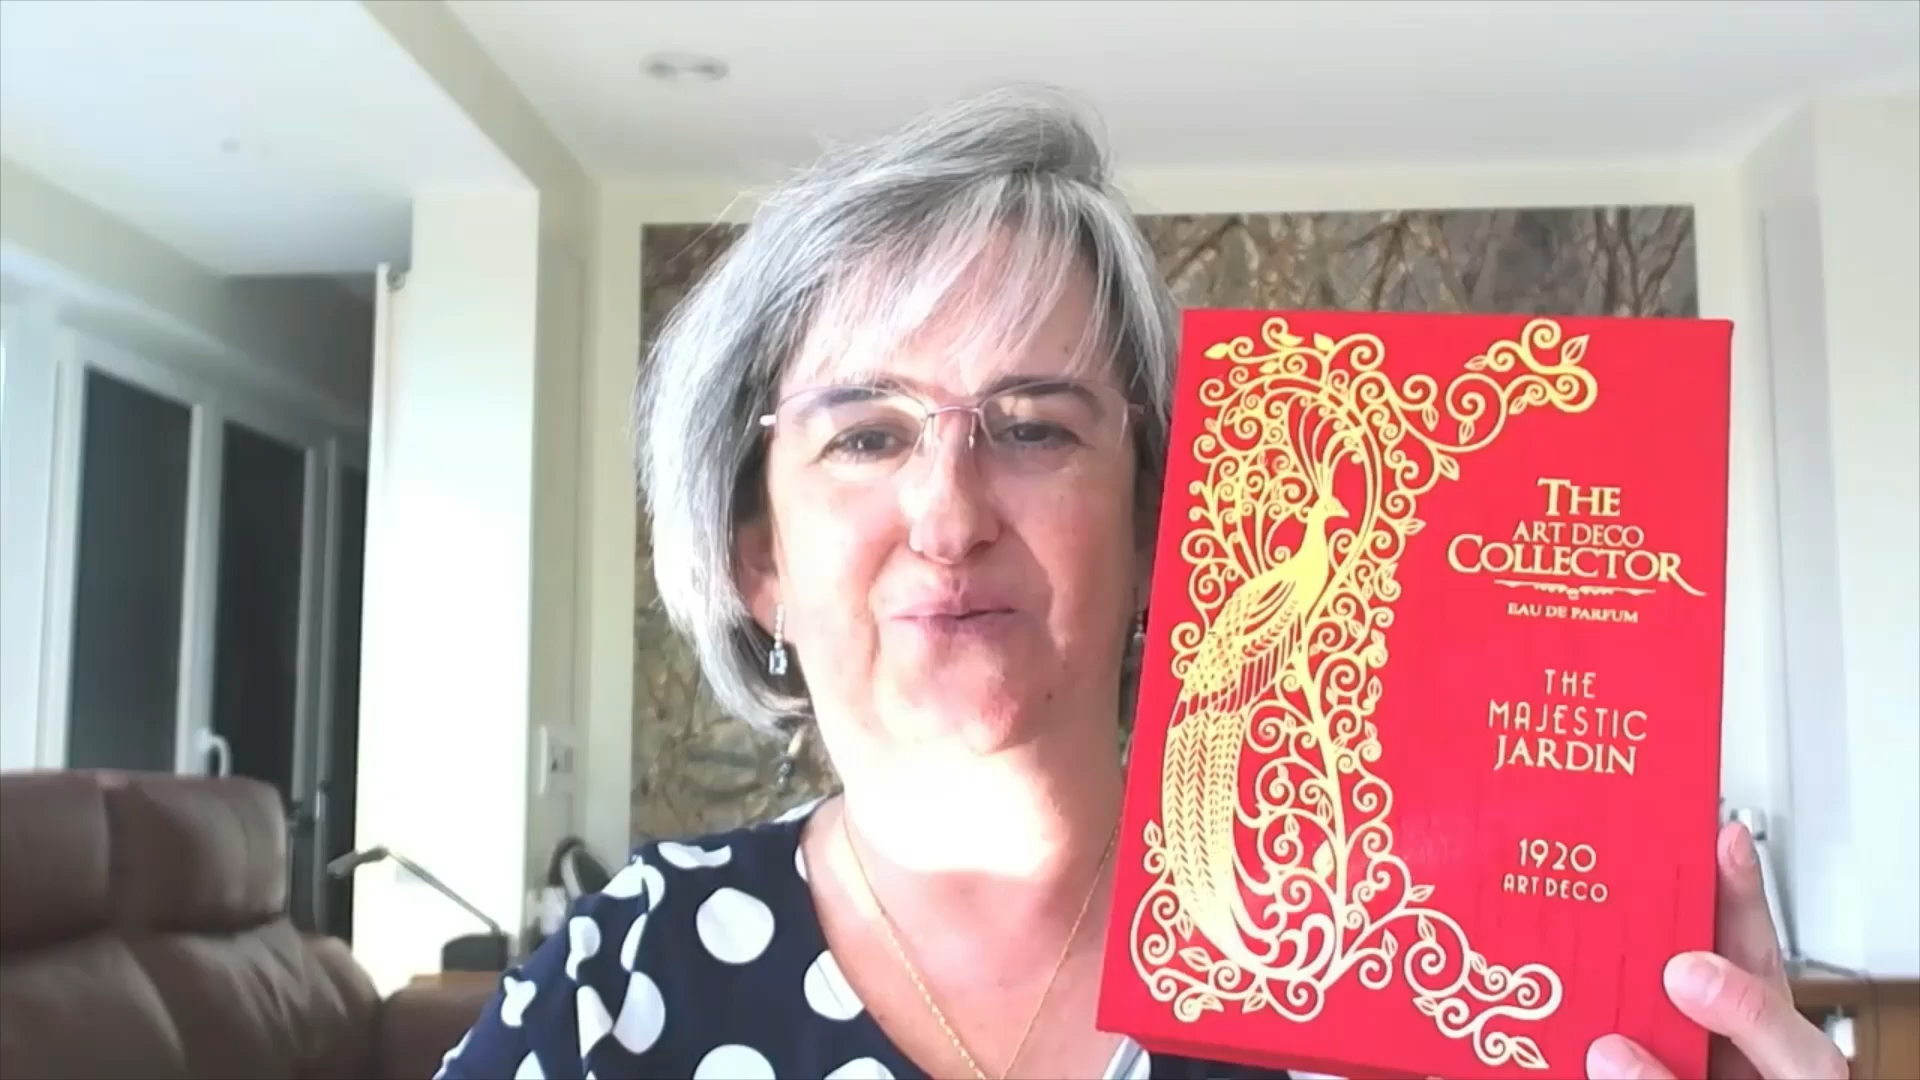 THE
ART DECO
COLLECTOR
EAU DE PARFUM
THE
MAJESTIC
JARDIN
1920
ART DECO